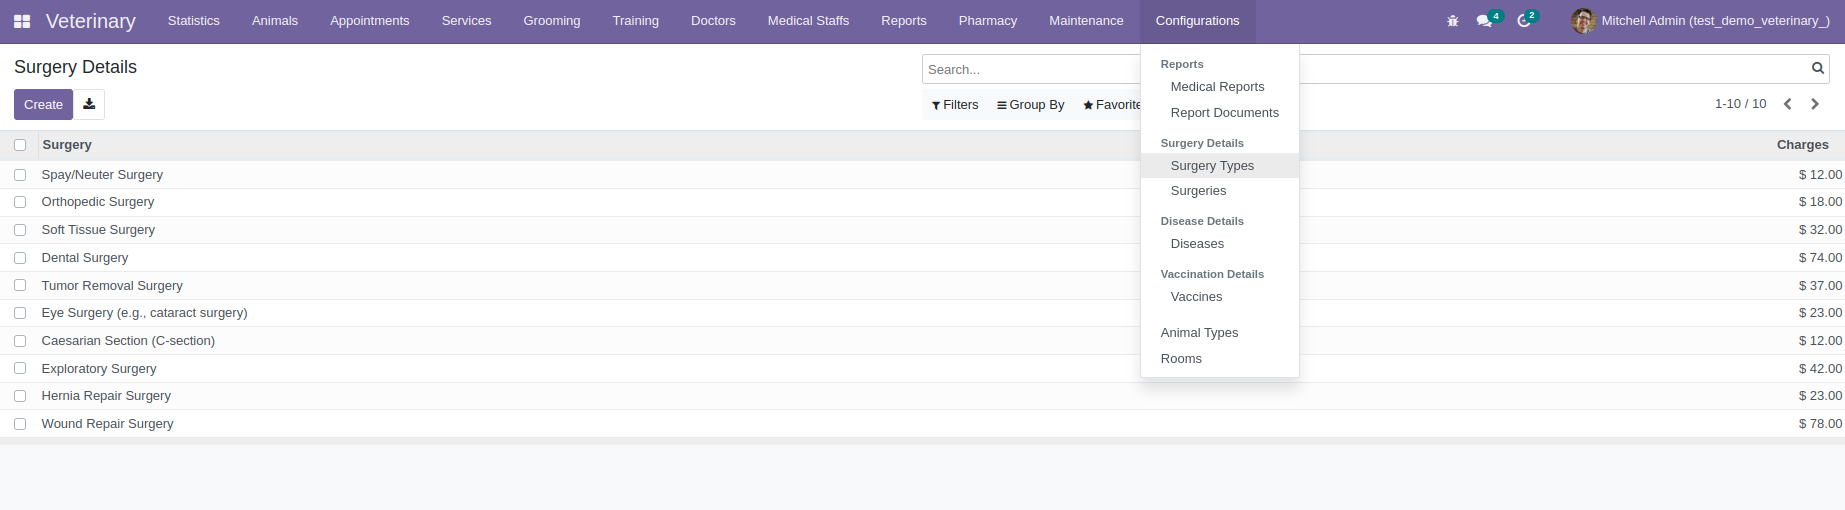 Veterinary Statistics Animals Appointments Services Grooming Training Doctors Medical Staffs Reports Pharmacy Maintenance Configurations 4 2 Mitchell Admin (test_demo_veterinary_)
Surgery Details
Search...
Create
Filters Group By Favorite
1-10 / 10
Surgery Charges
Spay/Neuter Surgery $ 12.00
Orthopedic Surgery $ 18.00
Soft Tissue Surgery $ 32.00
Dental Surgery $ 74.00
Tumor Removal Surgery $ 37.00
Eye Surgery (e.g., cataract surgery) $ 23.00
Caesarian Section (C-section) $ 12.00
Exploratory Surgery $ 42.00
Hernia Repair Surgery $ 23.00
Wound Repair Surgery $ 78.00
Reports
Medical Reports
Report Documents
Surgery Details
Surgery Types
Surgeries
Disease Details
Diseases
Vaccination Details
Vaccines
Animal Types
Rooms